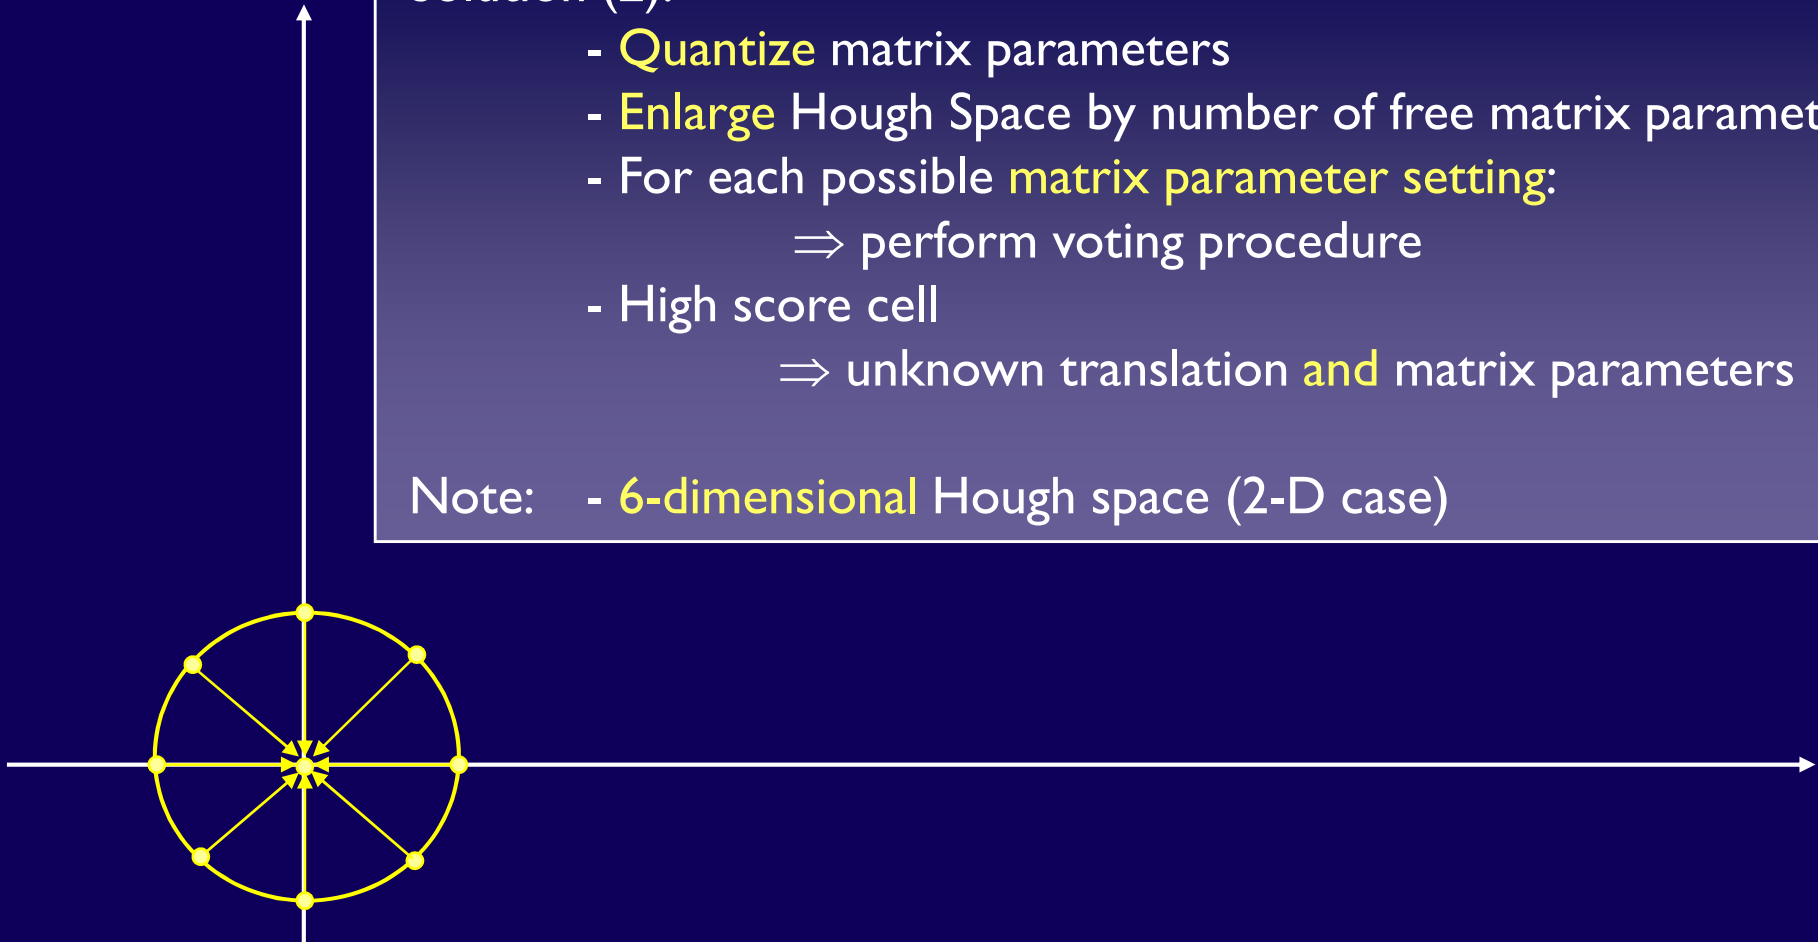 - Quantize matrix parameters
- Enlarge Hough Space by number of free matrix
- For each possible matrix parameter setting:
⇒ perform voting procedure
- High score cell
⇒ unknown translation and matrix parameters
Note: - 6-dimensional Hough space (2-D case)